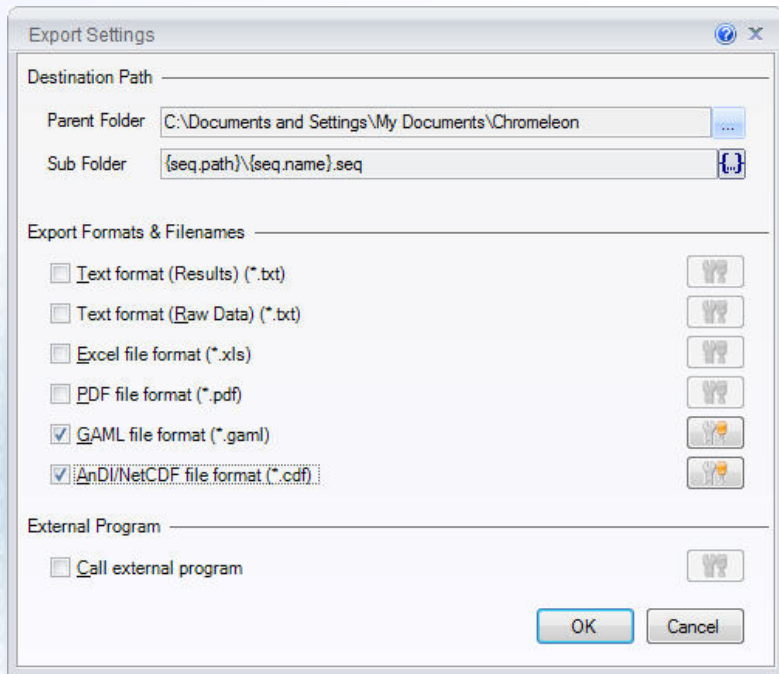 Export Settings
Destination Path
Parent Folder C:\Documents and Settings\My Documents\Chromeleon ...
Sub Folder {seq.path}\{seq.name}.seq {...}
Export Formats & Filenames
Text format (Results) (*.txt)
Text format (Raw Data) (*.txt)
Excel file format (*.xls)
PDF file format (*.pdf)
GAML file format (*.gaml)
AnDI/NetCDF file format (*.cdf)
External Program
Call external program
OK Cancel